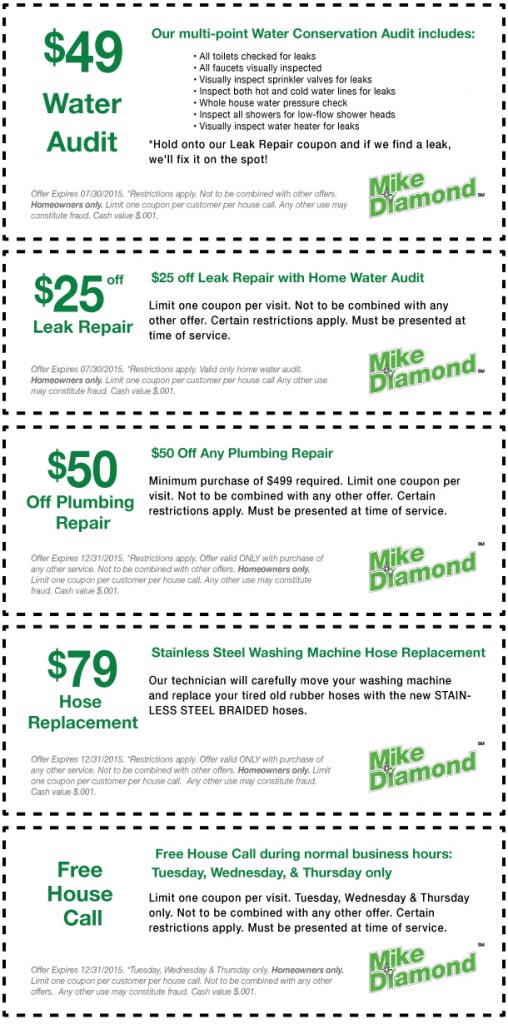 $49
Water
Audit
Our multi-point Water Conservation Audit includes:
• All toilets checked for leaks
• All faucets visually inspected
• Visually inspect sprinkler valves for leaks
• Inspect both hot and cold water lines for leaks
• Whole house water pressure check
• Inspect all showers for low-flow shower heads
• Visually inspect water heater for leaks
*Hold onto our Leak Repair coupon and if we find a leak,
we'll fix it on the spot!
Offer Expires 07/30/2015. *Restrictions apply. Not to be combined with other offers.
Homeowners only. Limit one coupon per customer per house call. Any other use may
constitute fraud. Cash value $.001.
Mike
Diamond
SM
$25 off
Leak Repair
$25 off Leak Repair with Home Water Audit
Limit one coupon per visit. Not to be combined with any
other offer. Certain restrictions apply. Must be presented at
time of service.
Offer Expires 07/30/2015. *Restrictions apply. Valid only home water audit.
Homeowners only. Limit one coupon per customer per house call Any other use
may constitute fraud. Cash value $.001.
Mike
Diamond
SM
$50
Off Plumbing
Repair
$50 Off Any Plumbing Repair
Minimum purchase of $499 required. Limit one coupon per
visit. Not to be combined with any other offer. Certain
restrictions apply. Must be presented at time of service.
Offer Expires 12/31/2015. *Restrictions apply. Offer valid ONLY with purchase of
any other service. Not to be combined with other offers. Homeowners only.
Limit one coupon per customer per house call. Any other use may constitute
fraud. Cash value $.001.
Mike
Diamond
SM
$79
Hose
Replacement
Stainless Steel Washing Machine Hose Replacement
Our technician will carefully move your washing machine
and replace your tired old rubber hoses with the new STAIN-
LESS STEEL BRAIDED hoses.
Offer Expires 12/31/2015. *Restrictions apply. Offer valid ONLY with purchase of
any other service. Not to be combined with other offers. Homeowners only. Limit
one coupon per customer per house call. Any other use may constitute fraud.
Cash value $.001.
Mike
Diamond
SM
Free
House
Call
Free House Call during normal business hours:
Tuesday, Wednesday, & Thursday only
Limit one coupon per visit. Tuesday, Wednesday & Thursday
only. Not to be combined with any other offer. Certain
restrictions apply. Must be presented at time of service.
Offer Expires 12/31/2015. *Tuesday, Wednesday & Thursday only. Homeowners only.
Limit one coupon per customer per house call. Not to be combined with any other
offers. Any other use may constitute fraud. Cash value $.001.
Mike
Diamond
SM